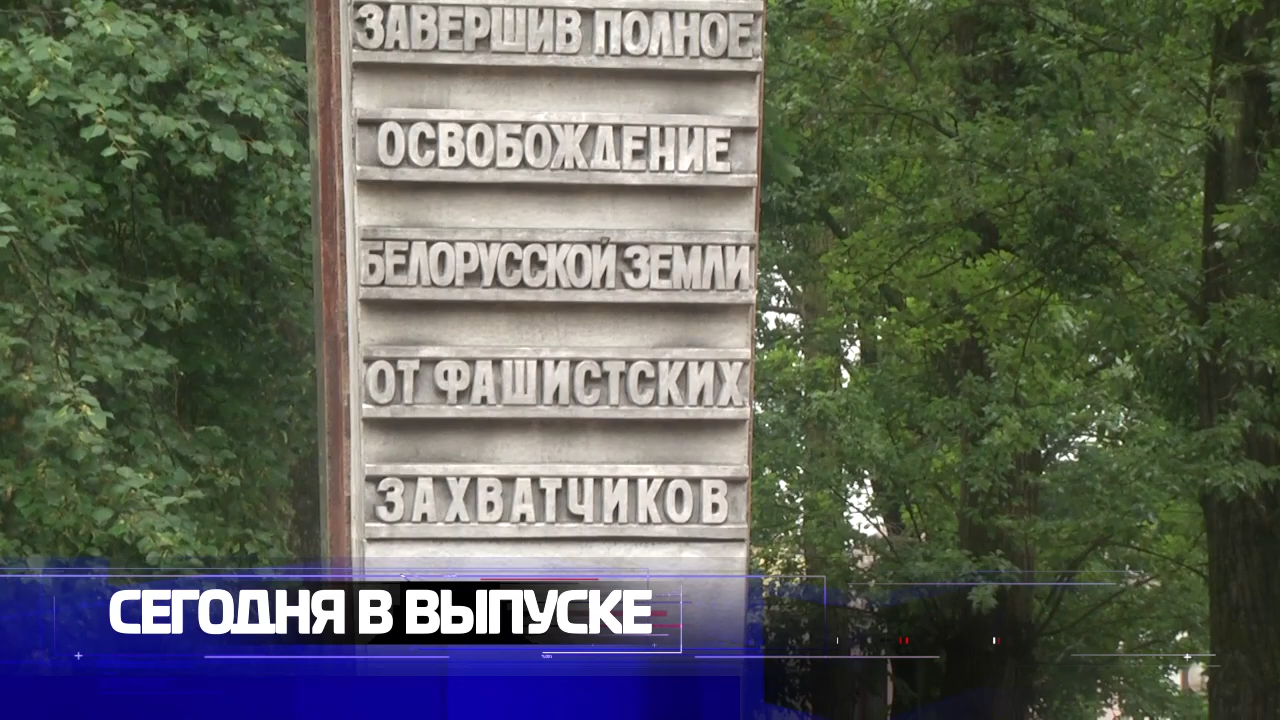 ЗАВЕРШИВ ПОЛНОЕ
ОСВОБОЖДЕНИЕ
БЕЛОРУССКОЙ ЗЕМЛИ
ОТ ФАШИСТСКИХ
ЗАХВАТЧИКОВ
СЕГОДНЯ В ВЫПУСКЕ